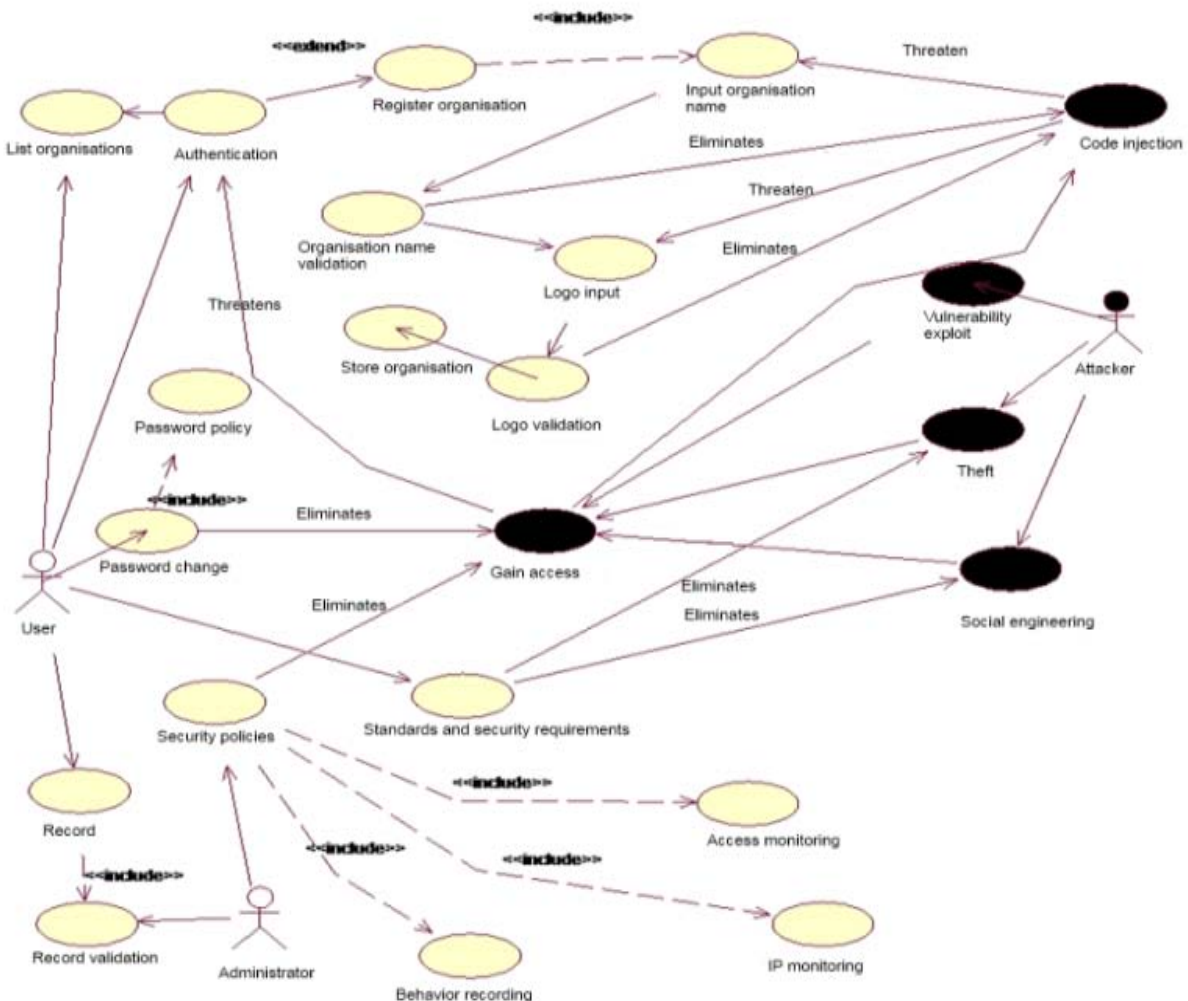 <<include>>
<<extend>>
Threaten
Register organisation
Input organisation
name
List organisations
Authentication
Eliminates
Code injection
Threaten
Organisation name
validation
Eliminates
Logo input
Threatens
Vulnerability
exploit
Store organisation
Attacker
Password policy
Logo validation
Theft
<<include>>
Eliminates
Password change
Gain access
Eliminates
Eliminates
Eliminates
User
Social engineering
Security policies
Standards and security requirements
<<include>>
Record
Access monitoring
<<include>>
<<include>>
<<include>>
Record validation
Administrator
IP monitoring
Behavior recording